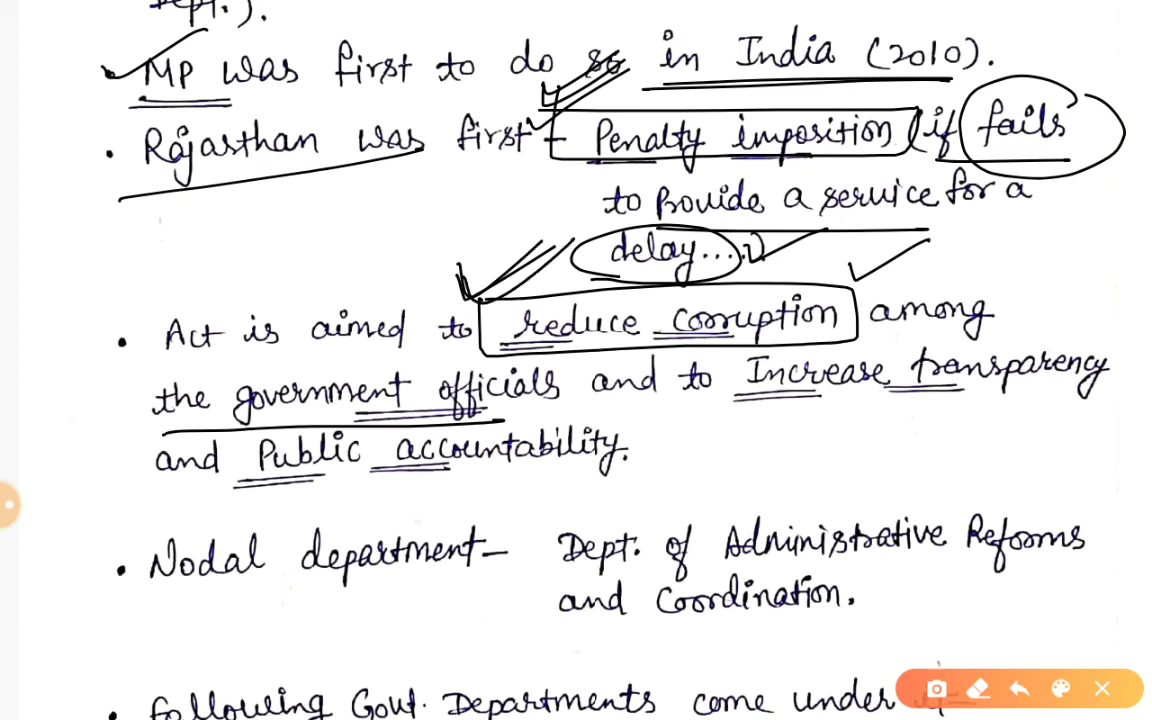 Dept.).
MP was first to do so in India (2010).
• Rajasthan was first - Penalty imposition (if fails
to Provide a service for a
delay....)
• Act is aimed to reduce corruption among
the government officials and to Increase transparency
and Public accountability.
• Nodal department - Dept. of Administrative Reforms
and Coordination.
• Following Govt. Departments come under it -